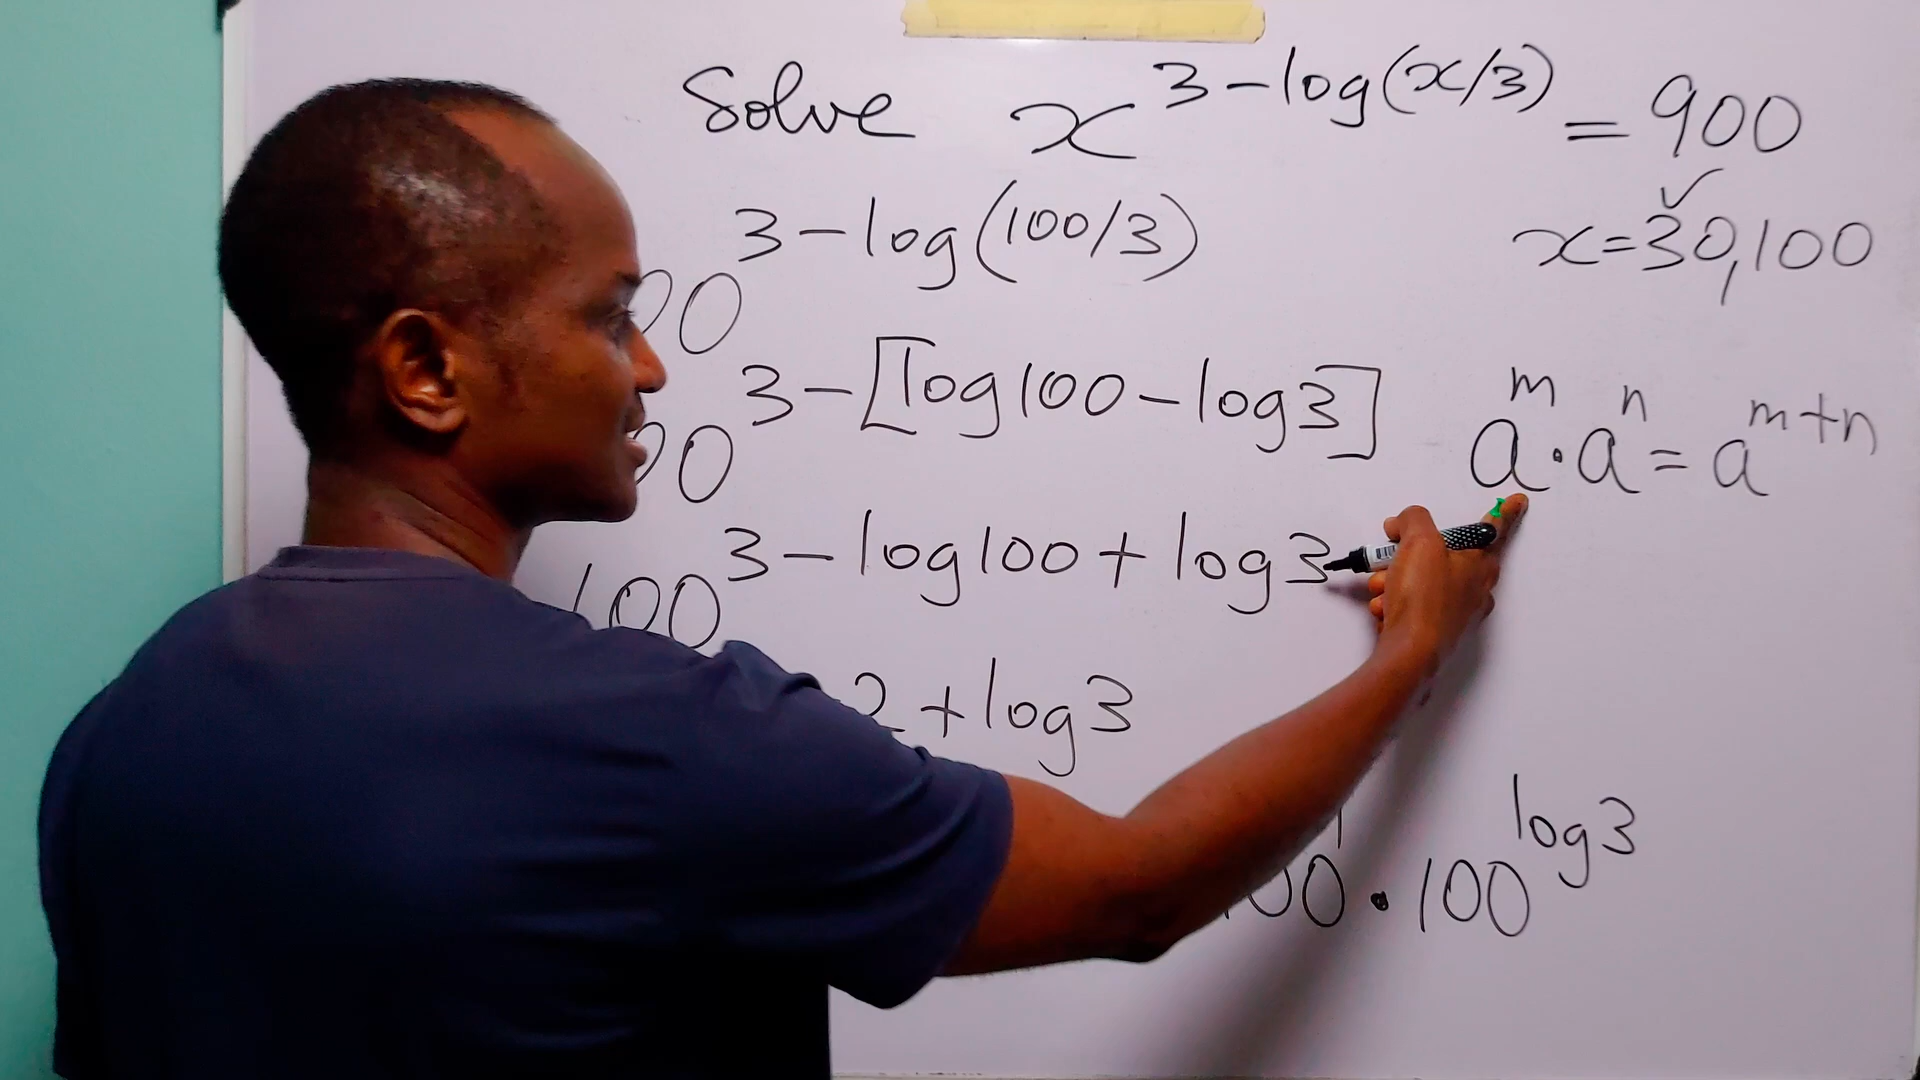 Solve x^3-log(x/3) = 900
x=30,100
00^3-log(100/3)
00^3-[log100-log3]
a^m · a^n = a^m+n
100^3-log100+log3
2+log3
00 · 100^log3